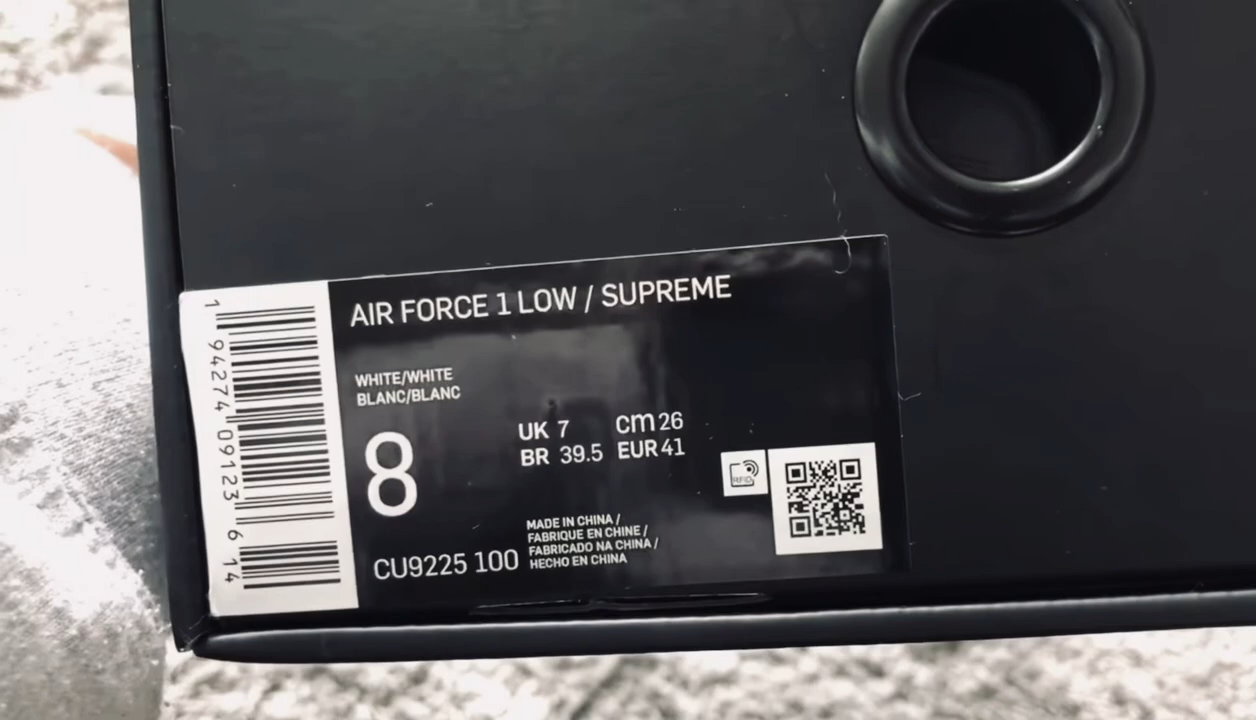 AIR FORCE 1 LOW / SUPREME
WHITE/WHITE
BLANC/BLANC
8
UK 7 cm 26
BR 39.5 EUR 41
RFID
MADE IN CHINA /
FABRIQUE EN CHINE /
FABRICADO NA CHINA /
HECHO EN CHINA
CU9225 100
1 94274 09123 6 14